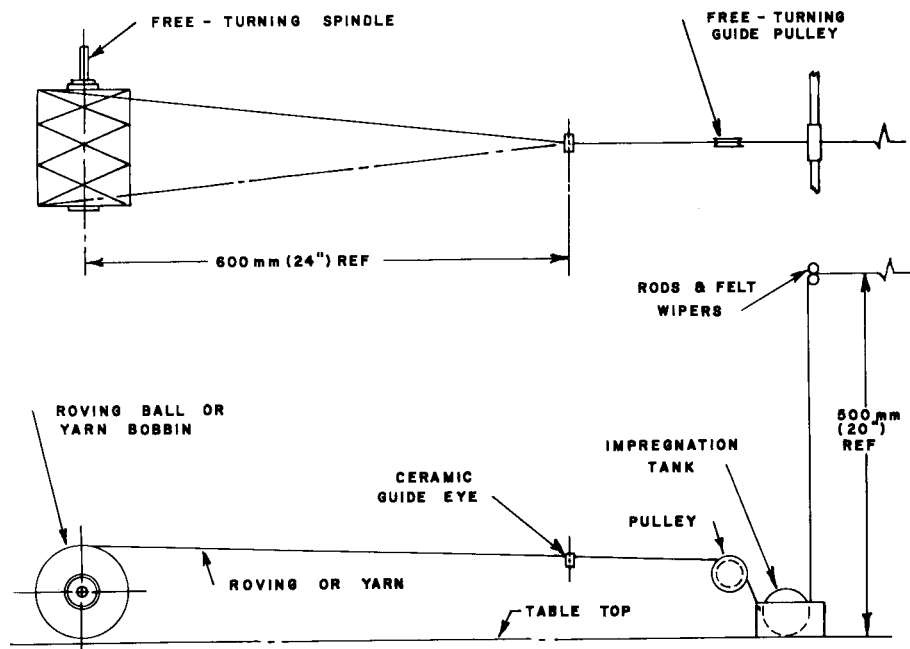 FREE - TURNING SPINDLE
FREE - TURNING
GUIDE PULLEY
600 mm (24") REF
RODS & FELT
WIPERS
ROVING BALL OR
YARN BOBBIN
500 mm
(20")
REF
IMPREGNATION
TANK
CERAMIC
GUIDE EYE
PULLEY
ROVING OR YARN
TABLE TOP